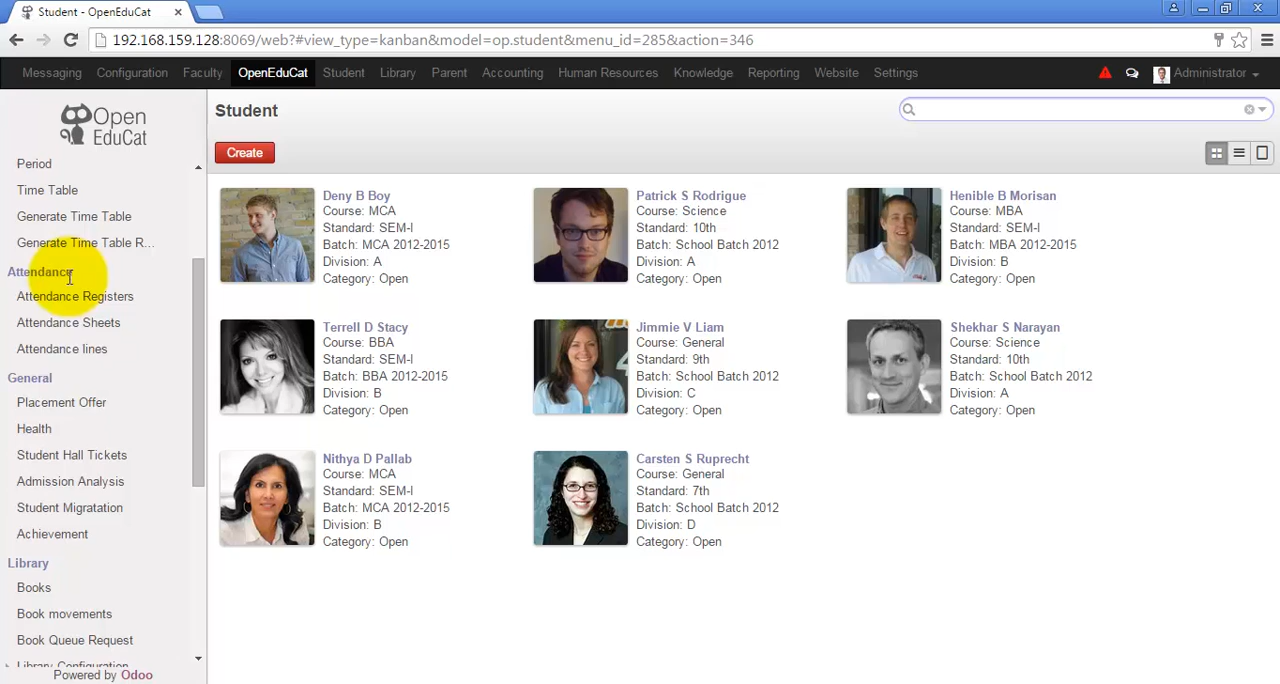 Student - OpenEduCat
192.168.159.128:8069/web?#view_type=kanban&model=op.student&menu_id=285&action=346
Messaging Configuration Faculty OpenEduCat Student Library Parent Accounting Human Resources Knowledge Reporting Website Settings Administrator
Open
EduCat
Period
Time Table
Generate Time Table
Generate Time Table R...
Attendance
Attendance Registers
Attendance Sheets
Attendance lines
General
Placement Offer
Health
Student Hall Tickets
Admission Analysis
Student Migratation
Achievement
Library
Books
Book movements
Book Queue Request
Library Configuration
Powered by Odoo
Student
Create
Deny B Boy
Course: MCA
Standard: SEM-I
Batch: MCA 2012-2015
Division: A
Category: Open
Patrick S Rodrigue
Course: Science
Standard: 10th
Batch: School Batch 2012
Division: A
Category: Open
Henible B Morisan
Course: MBA
Standard: SEM-I
Batch: MBA 2012-2015
Division: B
Category: Open
Terrell D Stacy
Course: BBA
Standard: SEM-I
Batch: BBA 2012-2015
Division: B
Category: Open
Jimmie V Liam
Course: General
Standard: 9th
Batch: School Batch 2012
Division: C
Category: Open
Shekhar S Narayan
Course: Science
Standard: 10th
Batch: School Batch 2012
Division: A
Category: Open
Nithya D Pallab
Course: MCA
Standard: SEM-I
Batch: MCA 2012-2015
Division: B
Category: Open
Carsten S Ruprecht
Course: General
Standard: 7th
Batch: School Batch 2012
Division: D
Category: Open